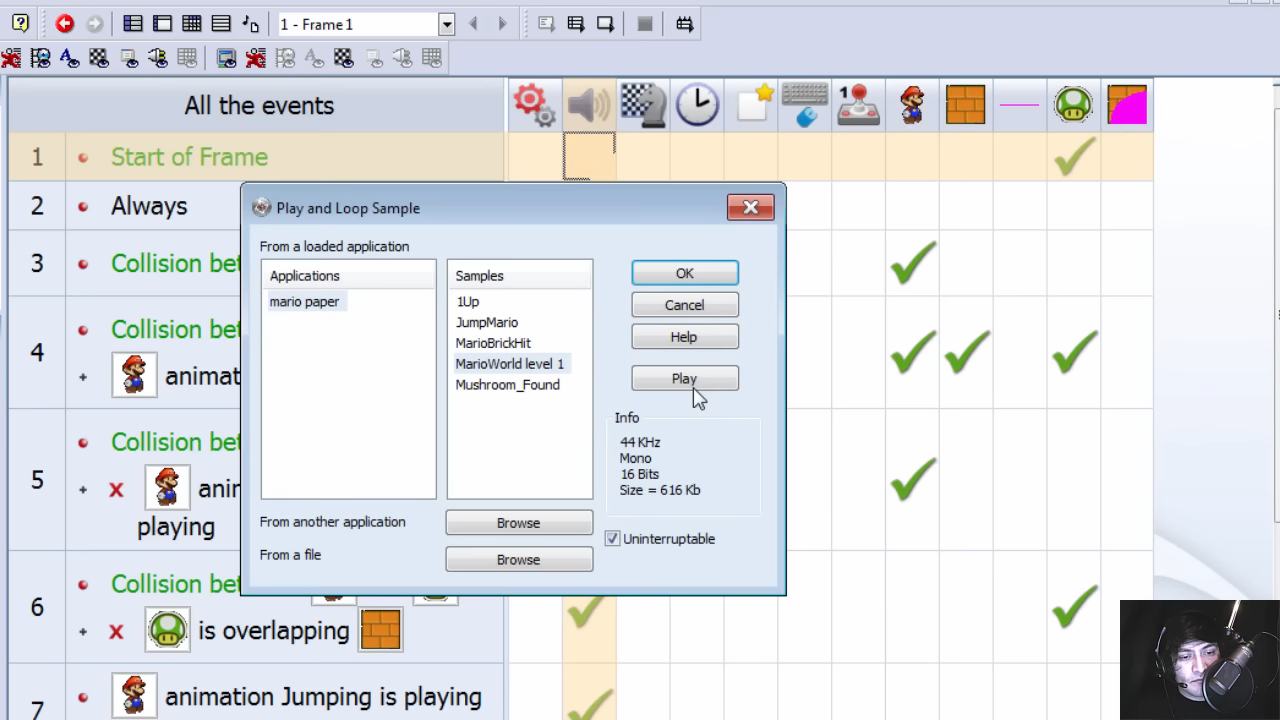 1 - Frame 1
All the events
1
1 Start of Frame
2 Always
Play and Loop Sample
From a loaded application
Applications
Samples
mario paper
1Up
JumpMario
MarioBrickHit
MarioWorld level 1
Mushroom_Found
OK
Cancel
Help
Play
Info
44 KHz
Mono
16 Bits
Size = 616 Kb
From another application
Browse
Uninterruptable
From a file
Browse
3 Collision bet
4 Collision bet
+ animat
5 Collision bet
+ X anim
playing
6 Collision bet
+ X is overlapping
7 animation Jumping is playing